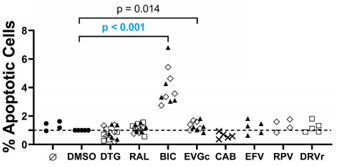 p = 0.014
p < 0.001
% Apoptotic Cells
8
6
4
2
0
∅ DMSO DTG RAL BIC EVGc CAB EFV RPV DRVr